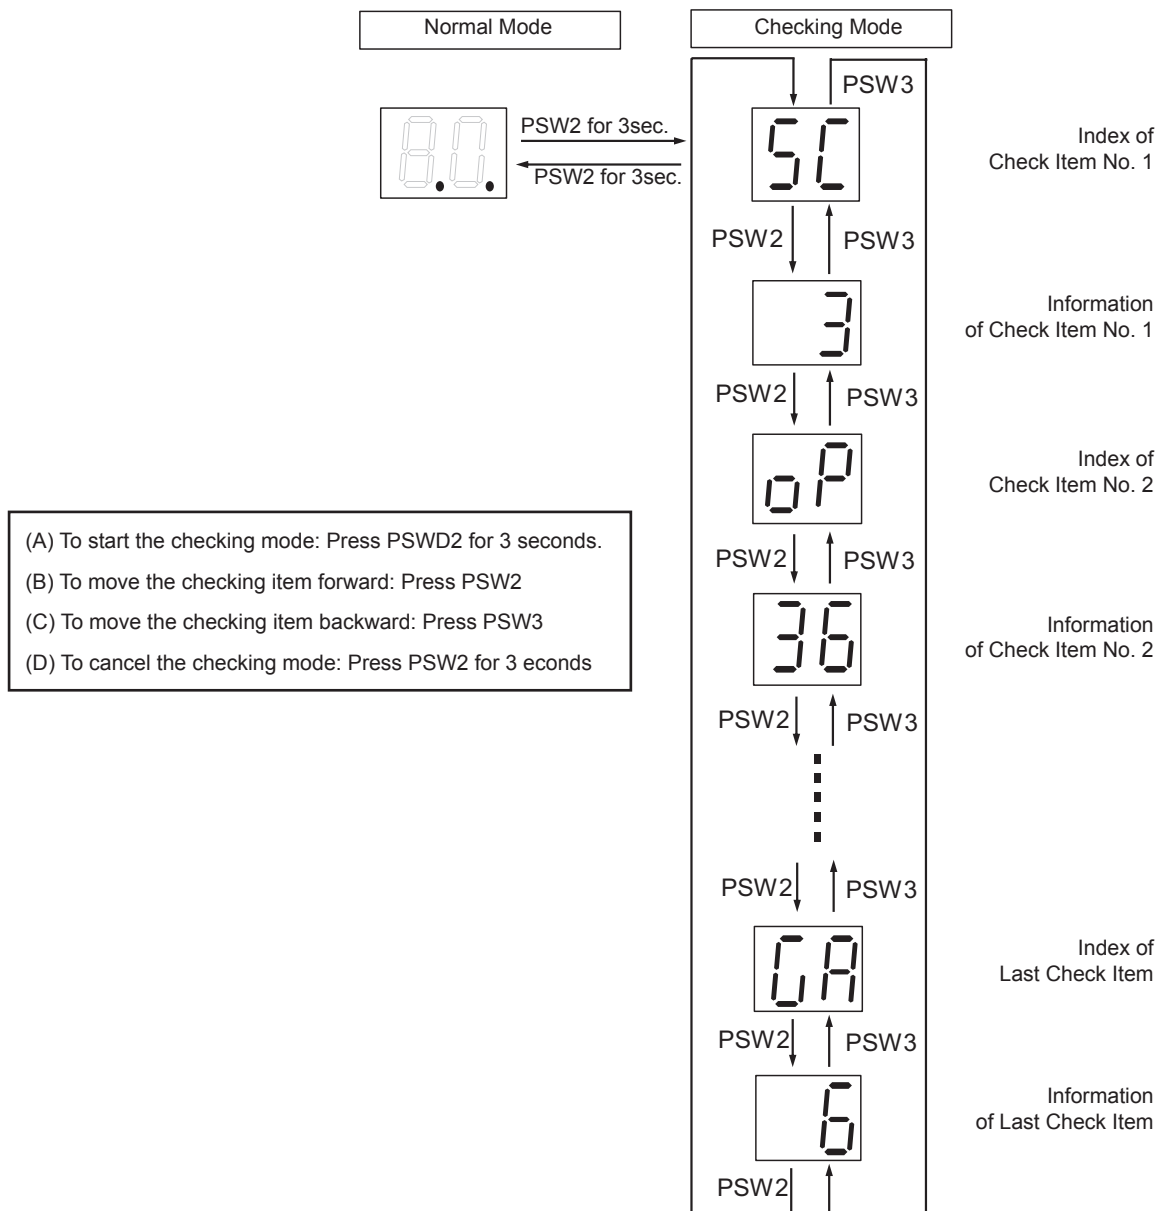 Normal Mode
Checking Mode
PSW3
PSW2 for 3sec.
PSW2 for 3sec.
SC
Index of
Check Item No. 1
PSW2
PSW3
3
Information
of Check Item No. 1
PSW2
PSW3
oP
Index of
Check Item No. 2
(A) To start the checking mode: Press PSWD2 for 3 seconds.
(B) To move the checking item forward: Press PSW2
(C) To move the checking item backward: Press PSW3
(D) To cancel the checking mode: Press PSW2 for 3 econds
PSW2
PSW3
36
Information
of Check Item No. 2
PSW2
PSW3
PSW2
PSW3
GA
Index of
Last Check Item
PSW2
PSW3
6
Information
of Last Check Item
PSW2